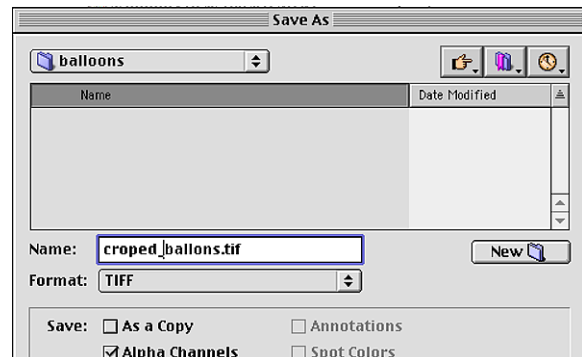 Save As
balloons
Name Date Modified
Name: croped_ballons.tif New
Format: TIFF
Save: As a Copy Annotations
Alpha Channels Spot Colors